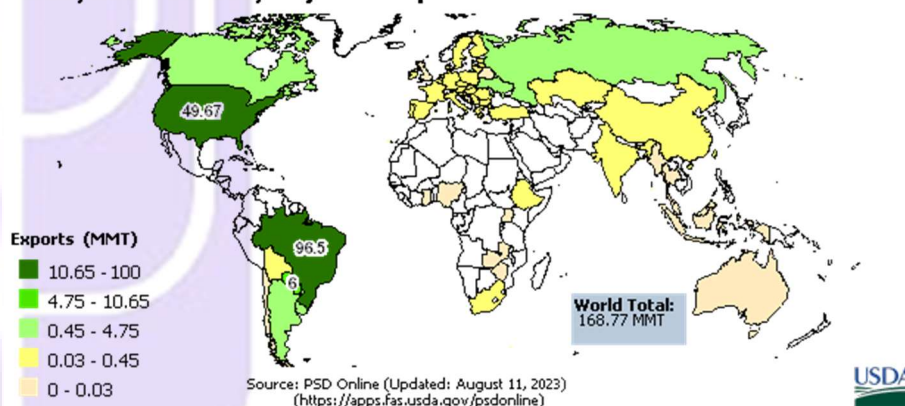 49.67
96.5
6
Exports (MMT)
10.65 - 100
4.75 - 10.65
0.45 - 4.75
0.03 - 0.45
0 - 0.03
World Total:
168.77 MMT
Source: PSD Online (Updated: August 11, 2023)
(https://apps.fas.usda.gov/psdonline)
USDA